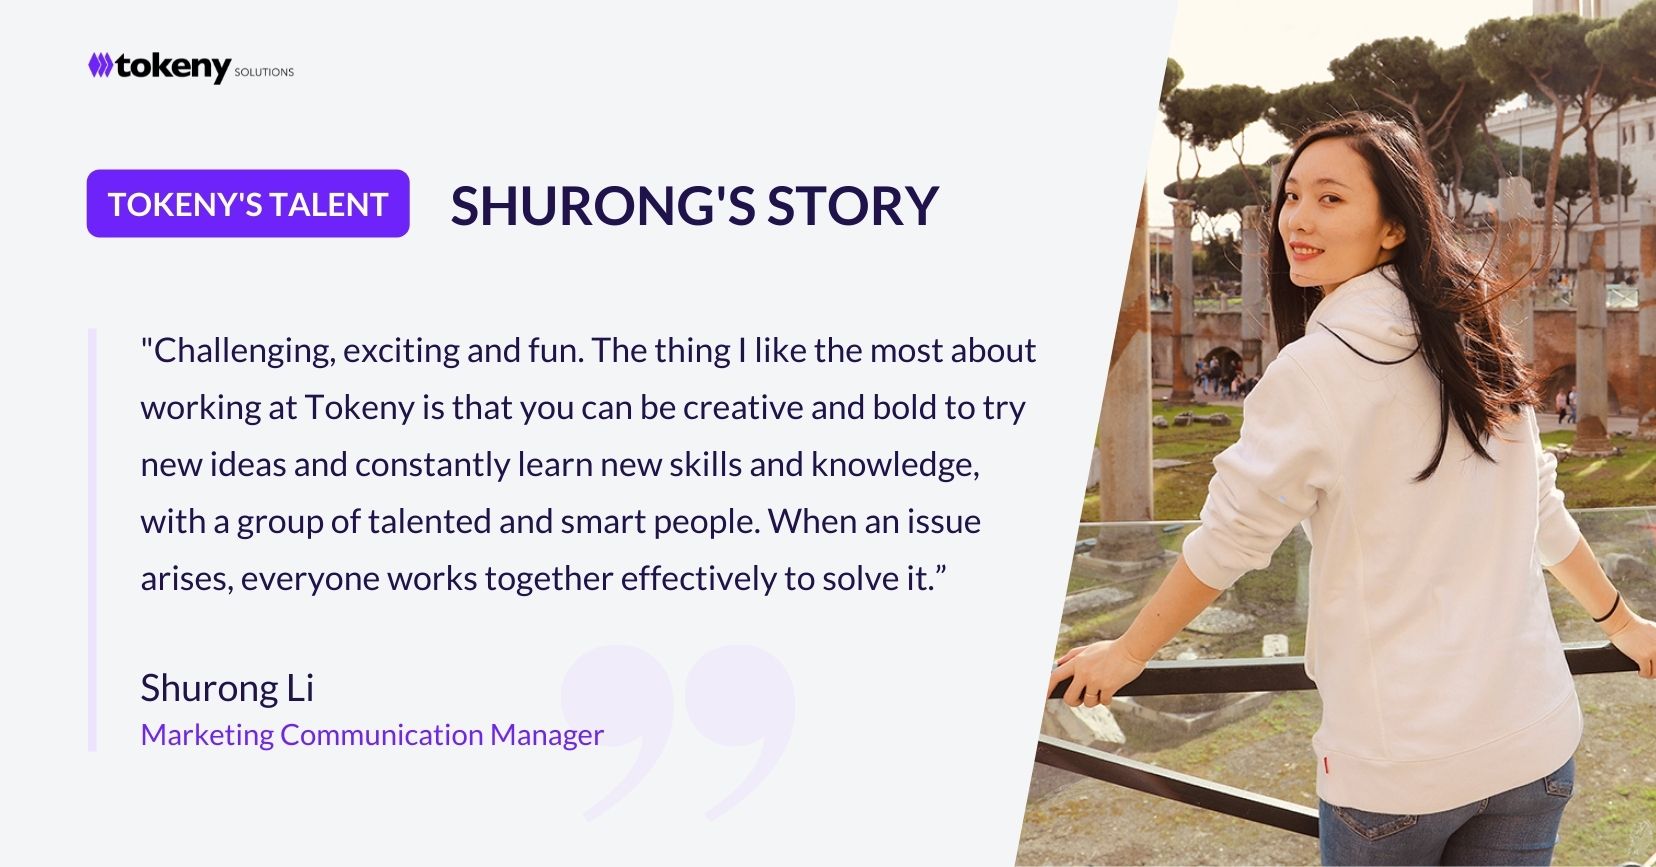 tokeny SOLUTIONS
TOKENY'S TALENT
SHURONG'S STORY
"Challenging, exciting and fun. The thing I like the most about
working at Tokeny is that you can be creative and bold to try
new ideas and constantly learn new skills and knowledge,
with a group of talented and smart people. When an issue
arises, everyone works together effectively to solve it.”
Shurong Li
Marketing Communication Manager